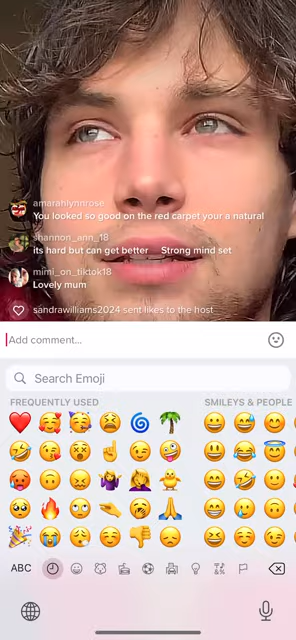 amarahlynnrose
You looked so good on the red carpet your a natural
shannon_ann_18
its hard but can get better    Strong mind set
mimi_on_tiktok18
Lovely mum
sandrawilliams2024 sent likes to the host
Add comment...
Search Emoji
FREQUENTLY USED
SMILEYS & PEOPLE
ABC